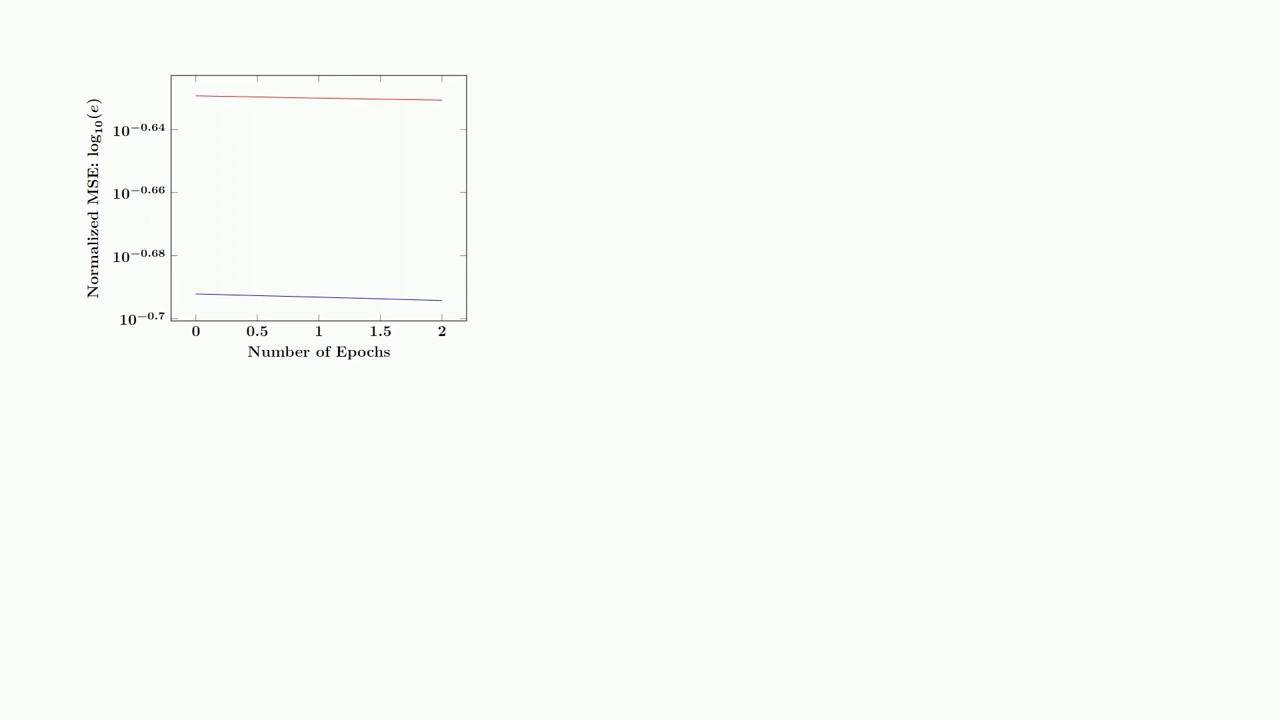 Normalized MSE: log₁₀(e)
10⁻⁰·⁶⁴
10⁻⁰·⁶⁶
10⁻⁰·⁶⁸
10⁻⁰·⁷
0 0.5 1 1.5 2
Number of Epochs